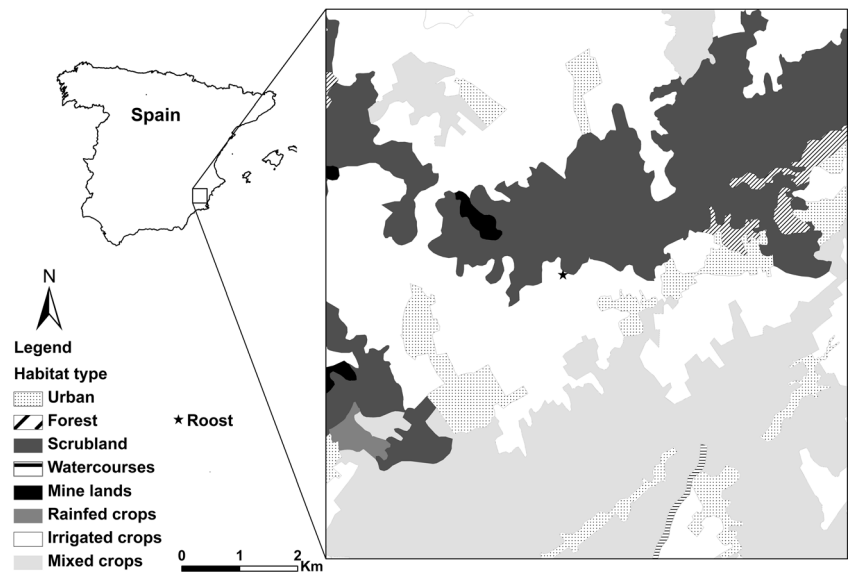 Spain
N
Legend
Habitat type
Urban
Forest
★ Roost
Scrubland
Watercourses
Mine lands
Rainfed crops
Irrigated crops
Mixed crops
0 1 2
Km